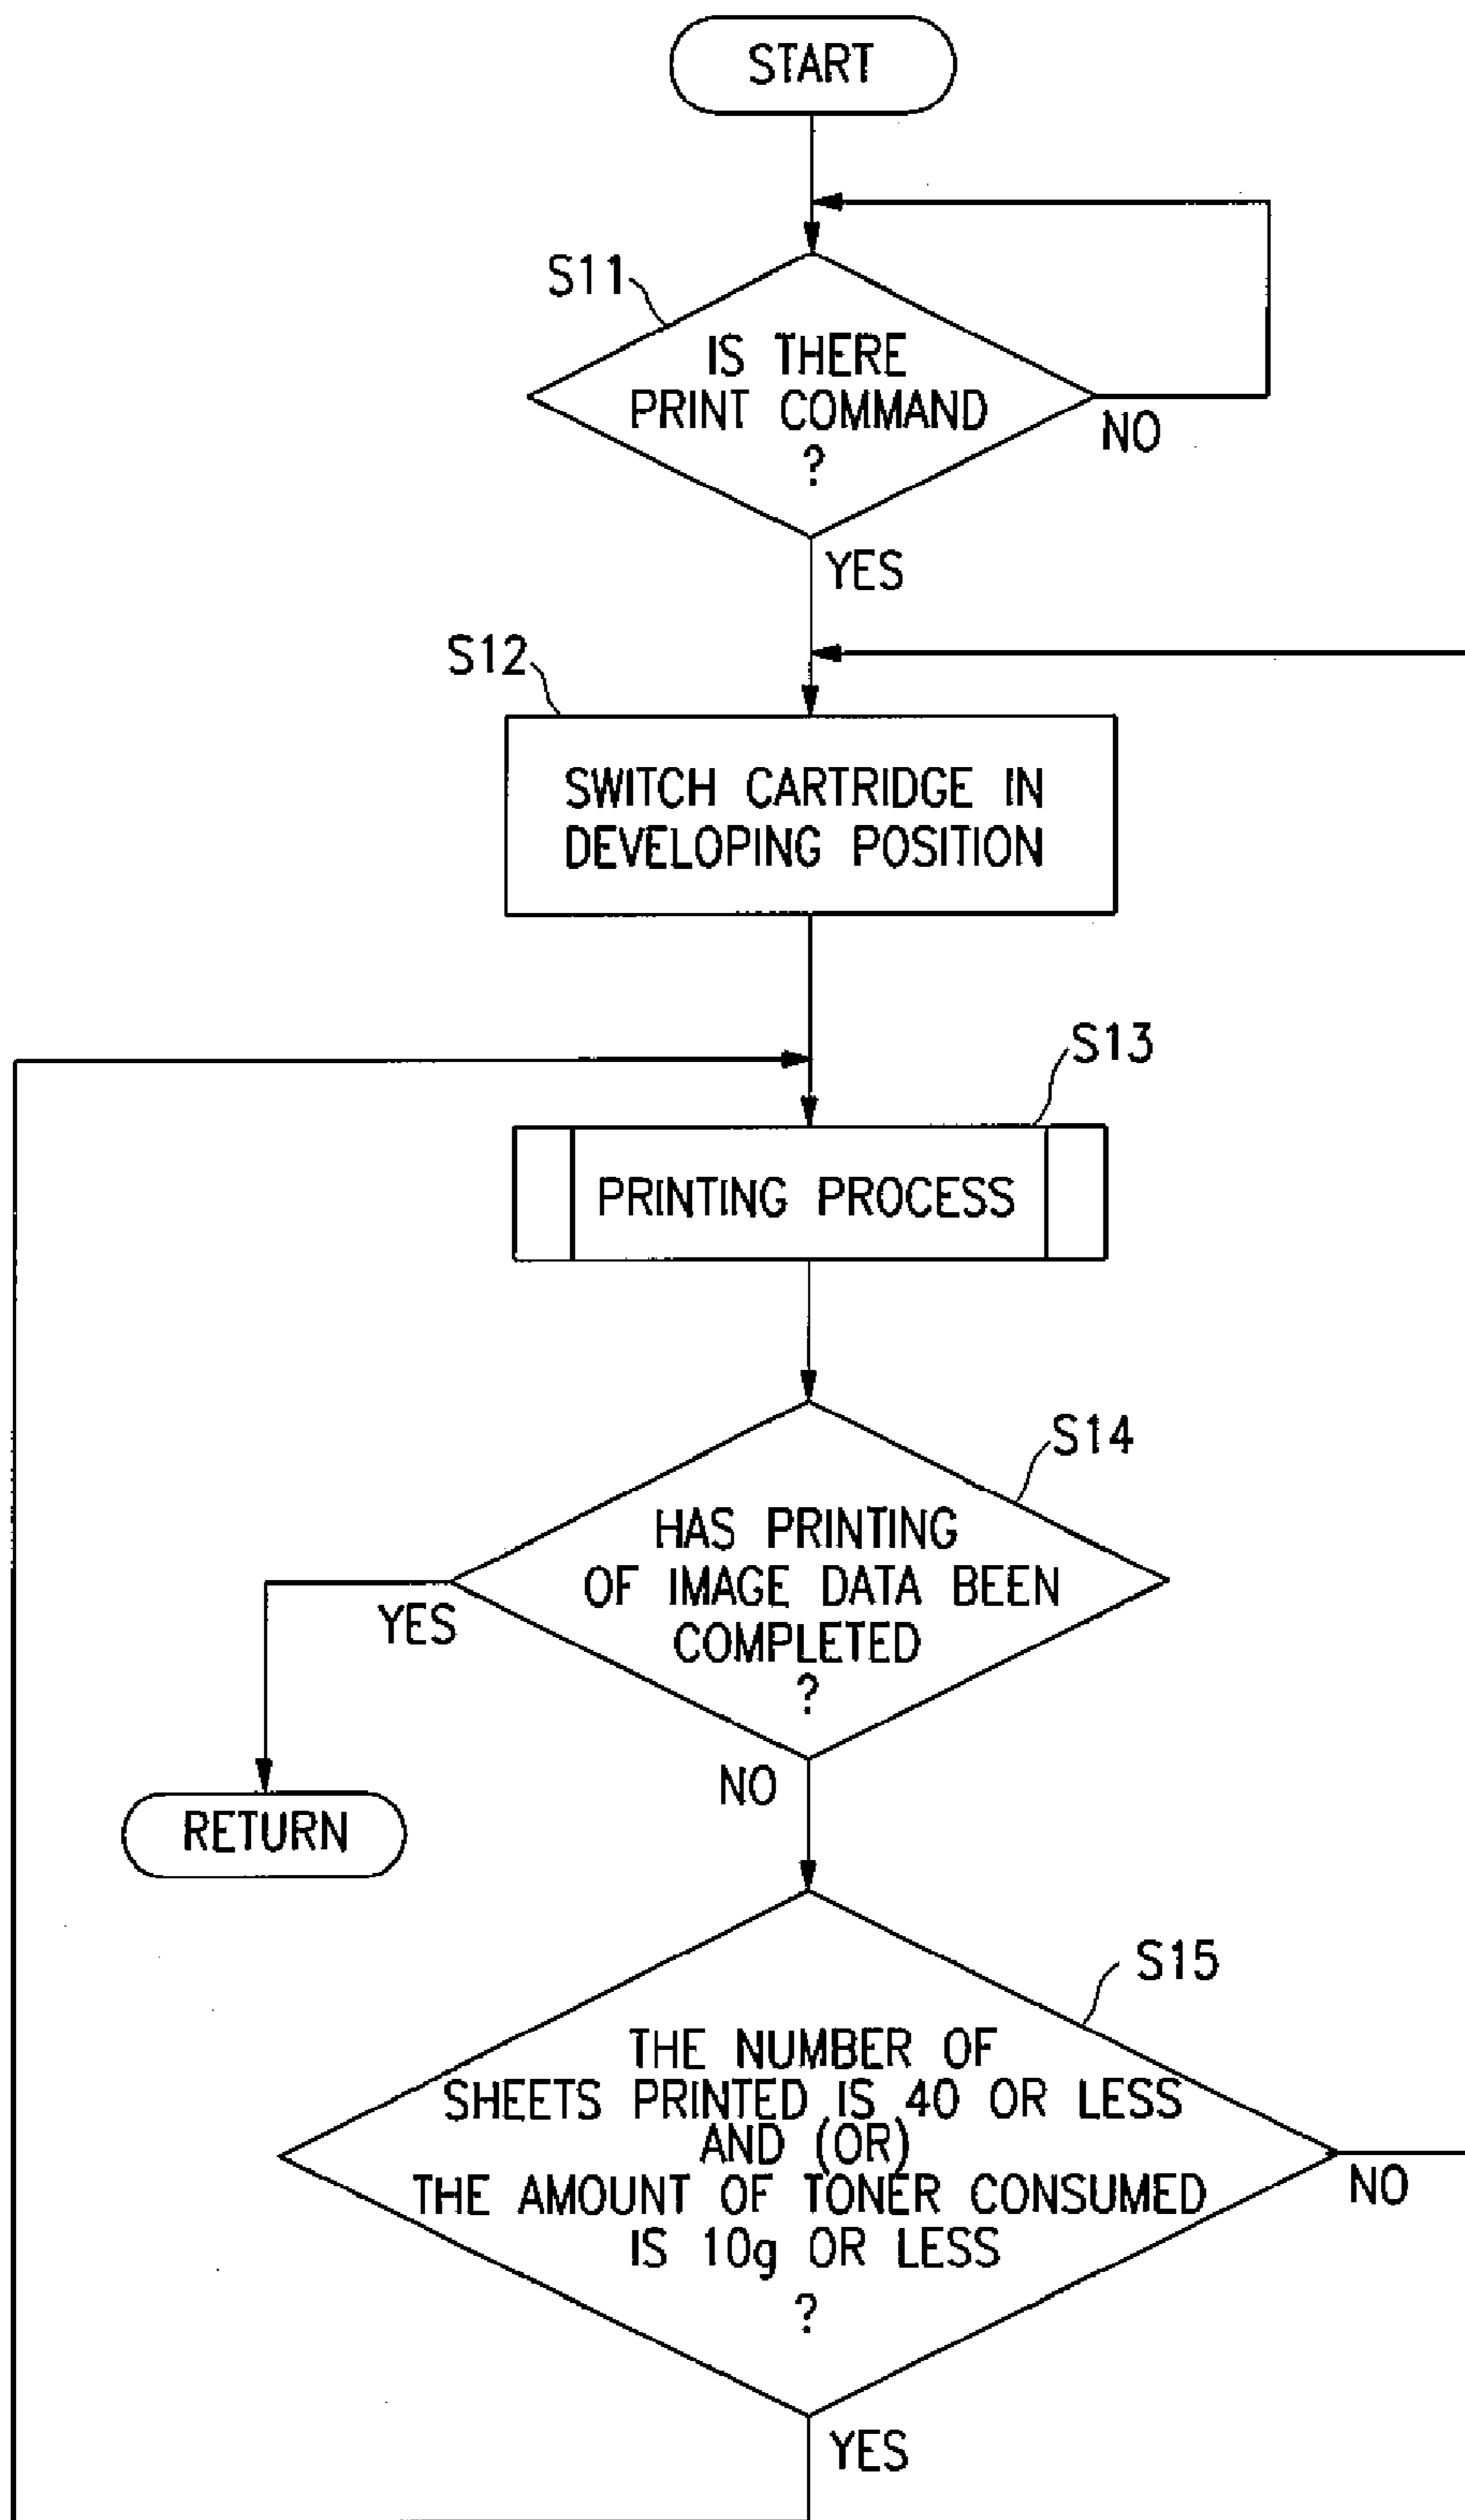 START
S11
IS THERE
PRINT COMMAND
?
NO
YES
S12
SWITCH CARTRIDGE IN
DEVELOPING POSITION
S13
PRINTING PROCESS
S14
HAS PRINTING
OF IMAGE DATA BEEN
COMPLETED
?
YES
NO
RETURN
S15
THE NUMBER OF
SHEETS PRINTED IS 40 OR LESS
AND (OR)
THE AMOUNT OF TONER CONSUMED
IS 10g OR LESS
?
NO
YES